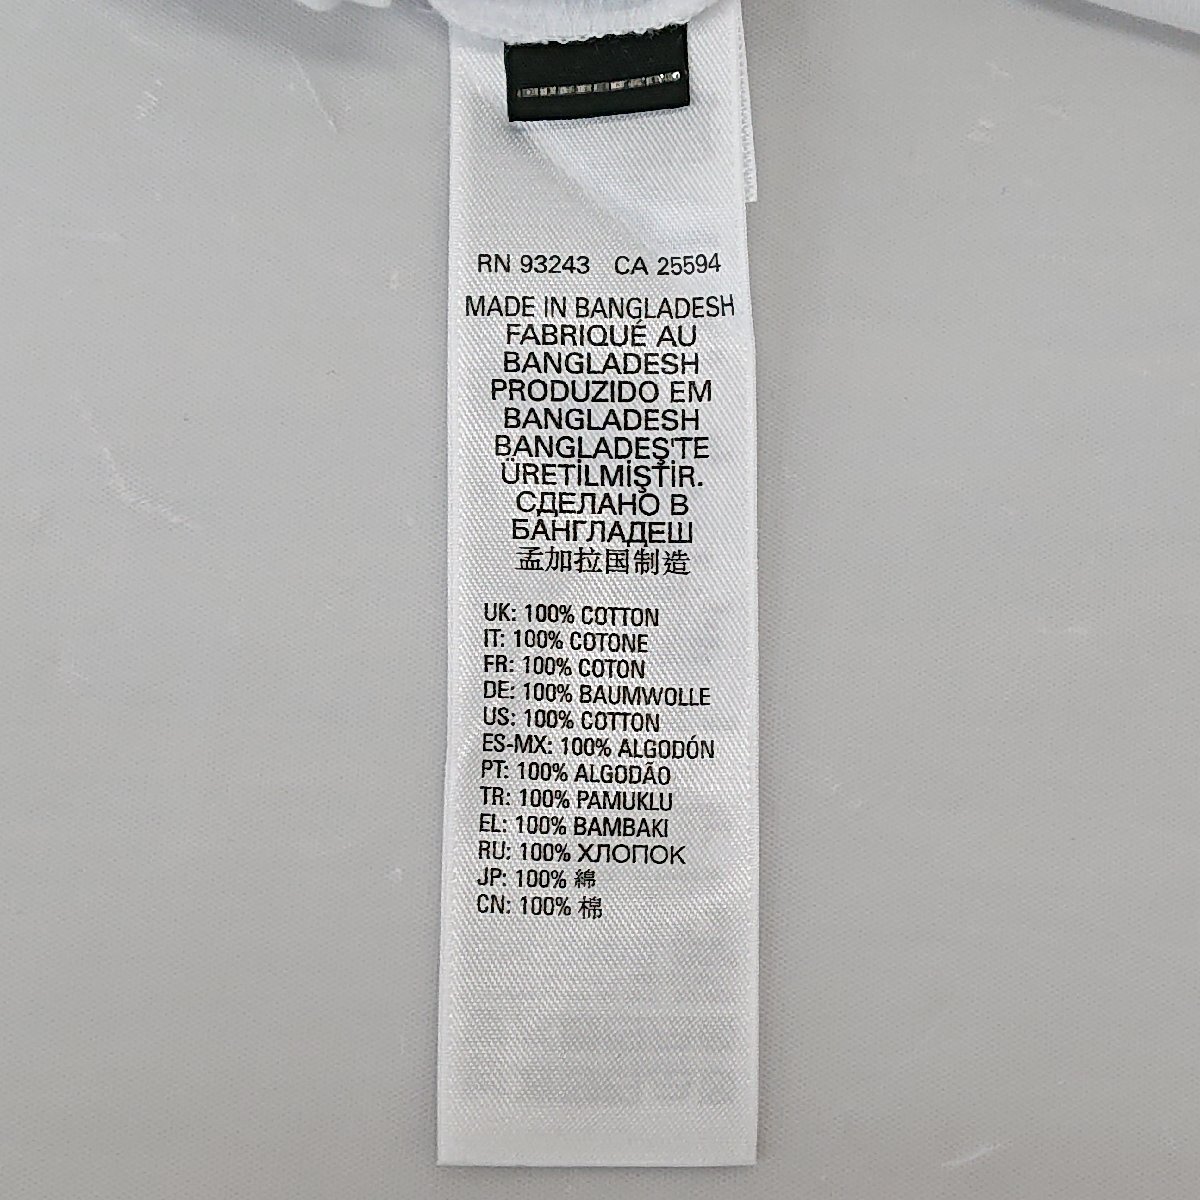 RN 93243 CA 25594
MADE IN BANGLADESH
FABRIQUÉ AU
BANGLADESH
PRODUZIDO EM
BANGLADESH
BANGLADEŞ'TE
ÜRETİLMİŞTİR.
СДЕЛАНО В
БАНГЛАДЕШ
孟加拉国制造
UK: 100% COTTON
IT: 100% COTONE
FR: 100% COTON
DE: 100% BAUMWOLLE
US: 100% COTTON
ES-MX: 100% ALGODÓN
PT: 100% ALGODÃO
TR: 100% PAMUKLU
EL: 100% BAMBAKI
RU: 100% ХЛОПОК
JP: 100% 綿
CN: 100% 棉